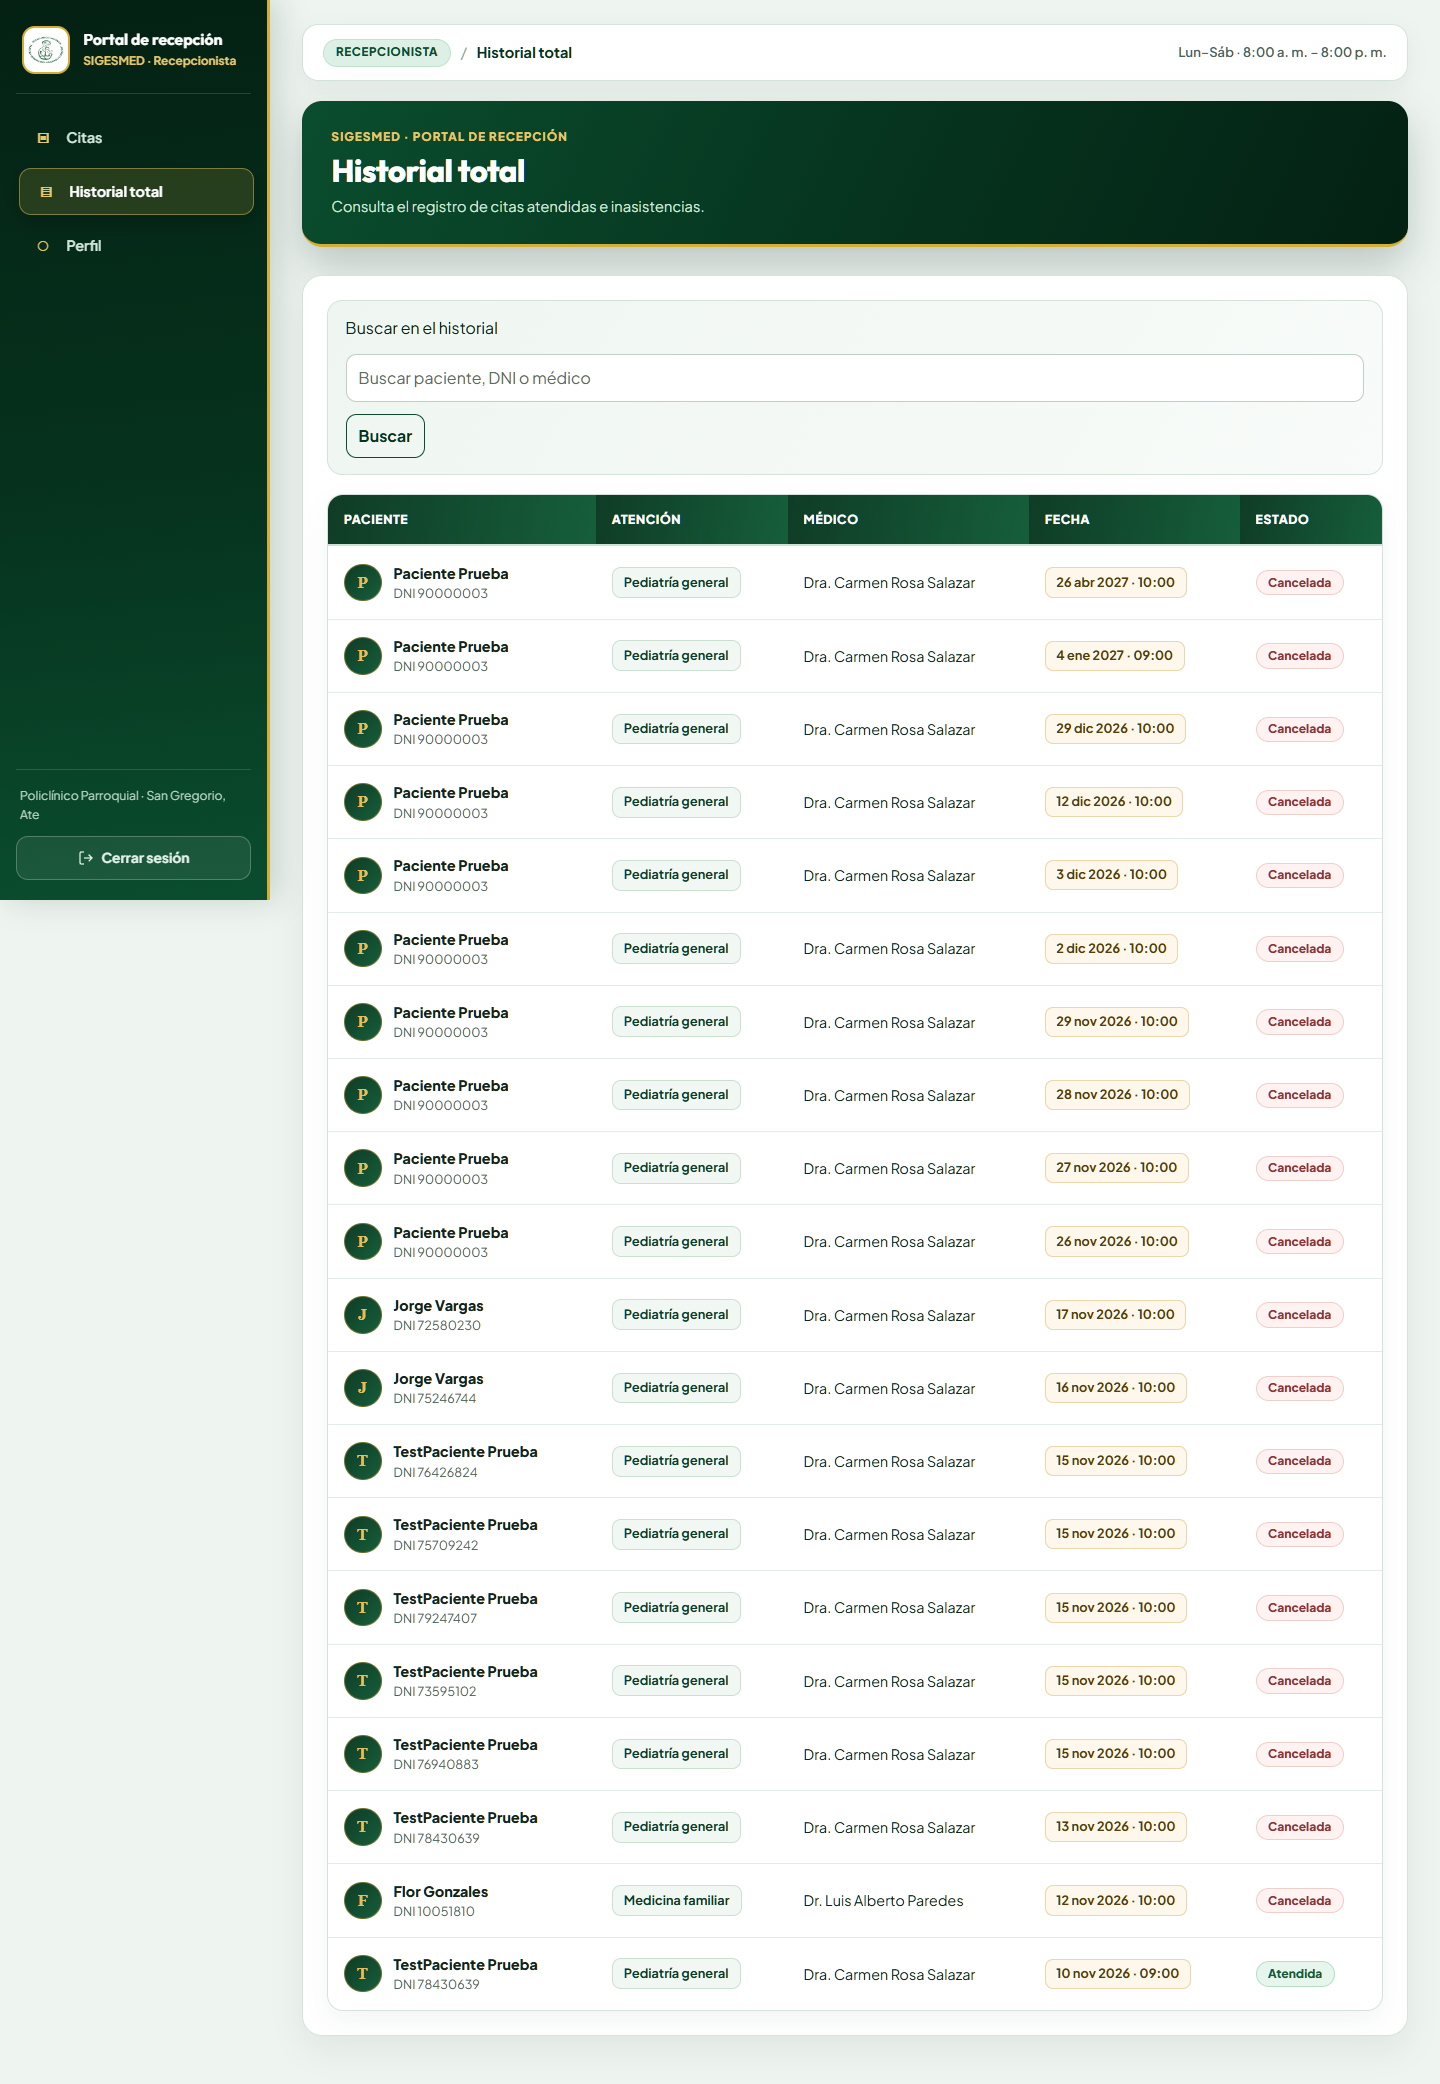 Portal de recepción
SIGESMED · Recepcionista
Citas
Historial total
Perfil
Policlínico Parroquial · San Gregorio,
Ate
Cerrar sesión
RECEPCIONISTA / Historial total
Lun–Sáb · 8:00 a. m. – 8:00 p. m.
SIGESMED · PORTAL DE RECEPCIÓN
Historial total
Consulta el registro de citas atendidas e inasistencias.
Buscar en el historial
Buscar paciente, DNI o médico
Buscar
PACIENTE ATENCIÓN MÉDICO FECHA ESTADO
P Paciente Prueba
DNI 90000003
Pediatría general Dra. Carmen Rosa Salazar 26 abr 2027 · 10:00 Cancelada
P Paciente Prueba
DNI 90000003
Pediatría general Dra. Carmen Rosa Salazar 4 ene 2027 · 09:00 Cancelada
P Paciente Prueba
DNI 90000003
Pediatría general Dra. Carmen Rosa Salazar 29 dic 2026 · 10:00 Cancelada
P Paciente Prueba
DNI 90000003
Pediatría general Dra. Carmen Rosa Salazar 12 dic 2026 · 10:00 Cancelada
P Paciente Prueba
DNI 90000003
Pediatría general Dra. Carmen Rosa Salazar 3 dic 2026 · 10:00 Cancelada
P Paciente Prueba
DNI 90000003
Pediatría general Dra. Carmen Rosa Salazar 2 dic 2026 · 10:00 Cancelada
P Paciente Prueba
DNI 90000003
Pediatría general Dra. Carmen Rosa Salazar 29 nov 2026 · 10:00 Cancelada
P Paciente Prueba
DNI 90000003
Pediatría general Dra. Carmen Rosa Salazar 28 nov 2026 · 10:00 Cancelada
P Paciente Prueba
DNI 90000003
Pediatría general Dra. Carmen Rosa Salazar 27 nov 2026 · 10:00 Cancelada
P Paciente Prueba
DNI 90000003
Pediatría general Dra. Carmen Rosa Salazar 26 nov 2026 · 10:00 Cancelada
J Jorge Vargas
DNI 72580230
Pediatría general Dra. Carmen Rosa Salazar 17 nov 2026 · 10:00 Cancelada
J Jorge Vargas
DNI 75246744
Pediatría general Dra. Carmen Rosa Salazar 16 nov 2026 · 10:00 Cancelada
T TestPaciente Prueba
DNI 76426824
Pediatría general Dra. Carmen Rosa Salazar 15 nov 2026 · 10:00 Cancelada
T TestPaciente Prueba
DNI 75709242
Pediatría general Dra. Carmen Rosa Salazar 15 nov 2026 · 10:00 Cancelada
T TestPaciente Prueba
DNI 79247407
Pediatría general Dra. Carmen Rosa Salazar 15 nov 2026 · 10:00 Cancelada
T TestPaciente Prueba
DNI 73595102
Pediatría general Dra. Carmen Rosa Salazar 15 nov 2026 · 10:00 Cancelada
T TestPaciente Prueba
DNI 76940883
Pediatría general Dra. Carmen Rosa Salazar 15 nov 2026 · 10:00 Cancelada
T TestPaciente Prueba
DNI 78430639
Pediatría general Dra. Carmen Rosa Salazar 13 nov 2026 · 10:00 Cancelada
F Flor Gonzales
DNI 10051810
Medicina familiar Dr. Luis Alberto Paredes 12 nov 2026 · 10:00 Cancelada
T TestPaciente Prueba
DNI 78430639
Pediatría general Dra. Carmen Rosa Salazar 10 nov 2026 · 09:00 Atendida